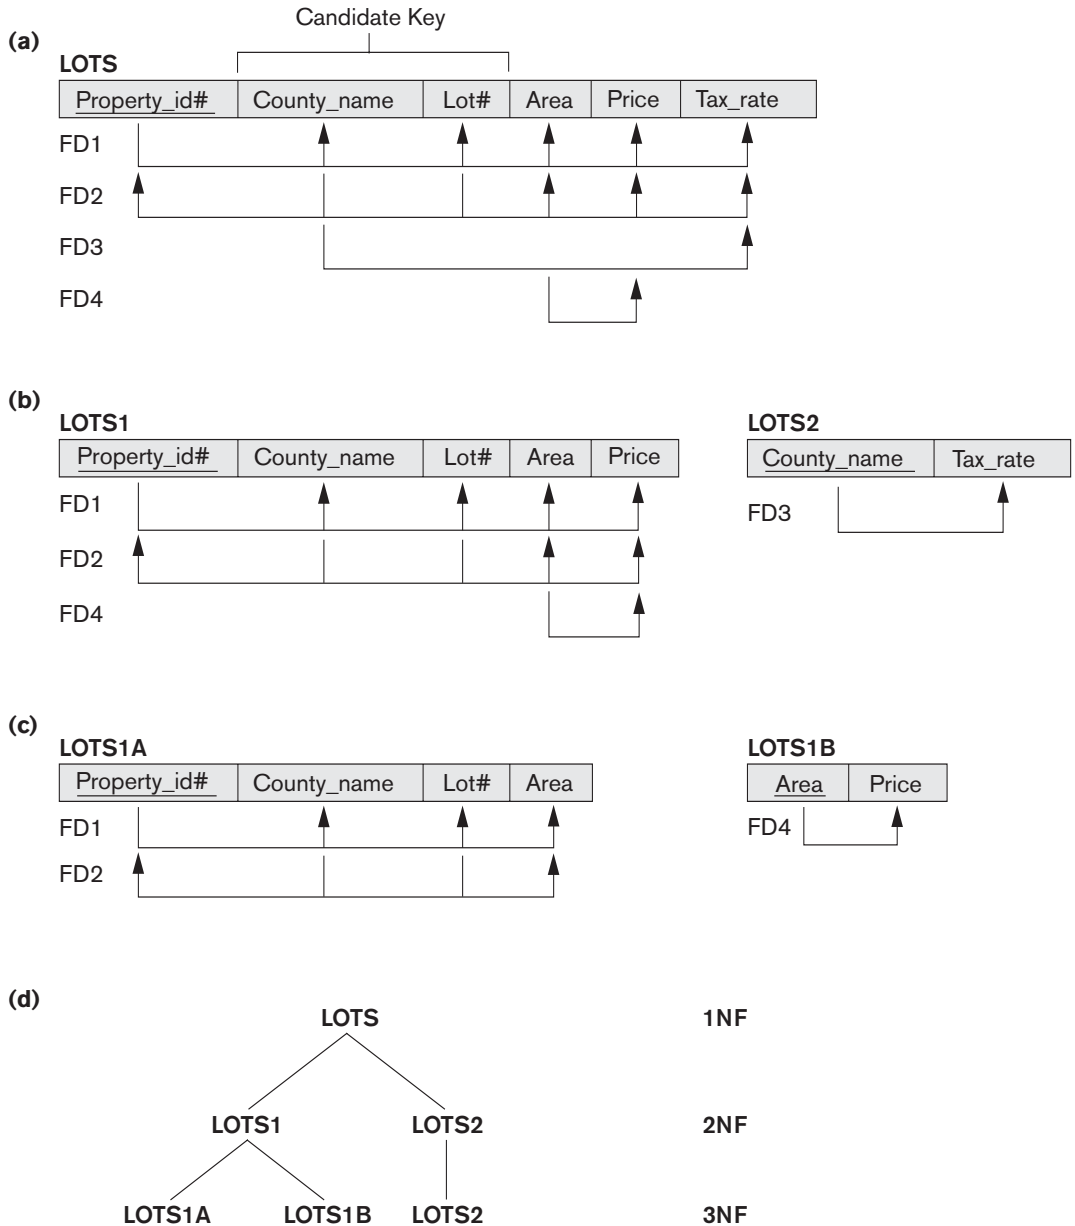 Candidate Key
(a)
LOTS
Property_id# County_name Lot# Area Price Tax_rate
FD1
FD2
FD3
FD4
(b)
LOTS1
Property_id# County_name Lot# Area Price
FD1
FD2
FD4
LOTS2
County_name Tax_rate
FD3
(c)
LOTS1A
Property_id# County_name Lot# Area
FD1
FD2
LOTS1B
Area Price
FD4
(d)
LOTS 1NF
LOTS1 LOTS2 2NF
LOTS1A LOTS1B LOTS2 3NF